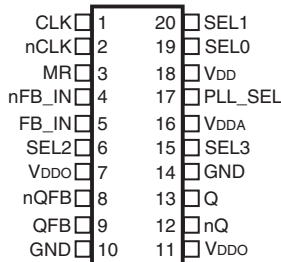 CLK 1 20 SEL1
nCLK 2 19 SEL0
MR 3 18 VDD
nFB_IN 4 17 PLL_SEL
FB_IN 5 16 VDDA
SEL2 6 15 SEL3
VDDO 7 14 GND
nQFB 8 13 Q
QFB 9 12 nQ
GND 10 11 VDDO